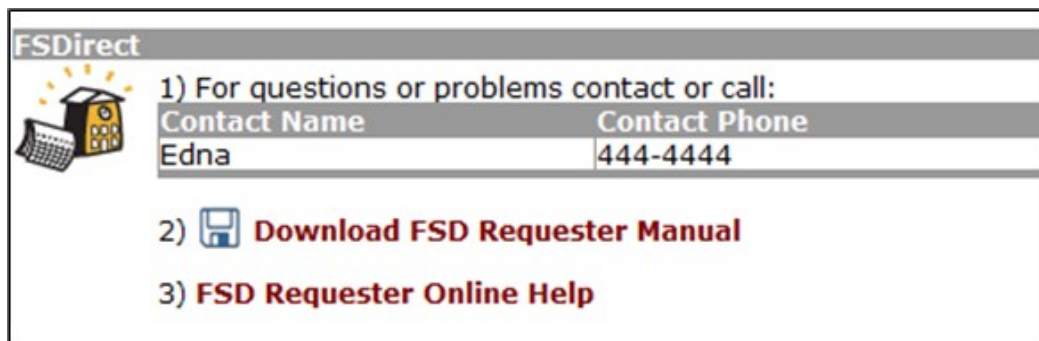 FSDirect
1) For questions or problems contact or call:
Contact Name Contact Phone
Edna 444-4444
2) Download FSD Requester Manual
3) FSD Requester Online Help